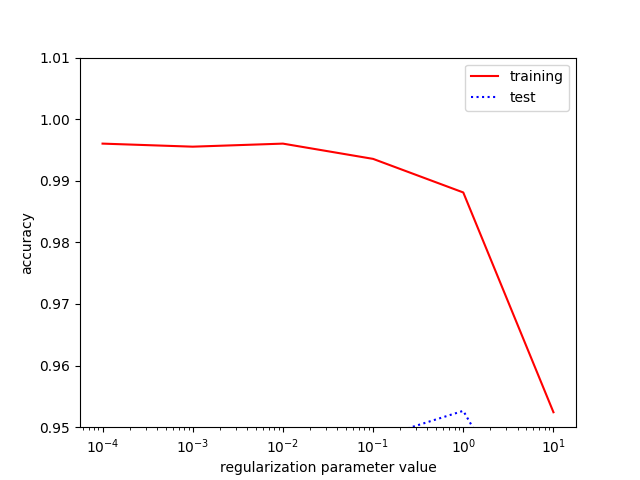 1.01
1.00
0.99
0.98
0.97
0.96
0.95
accuracy
10⁻⁴ 10⁻³ 10⁻² 10⁻¹ 10⁰ 10¹
regularization parameter value
training
test